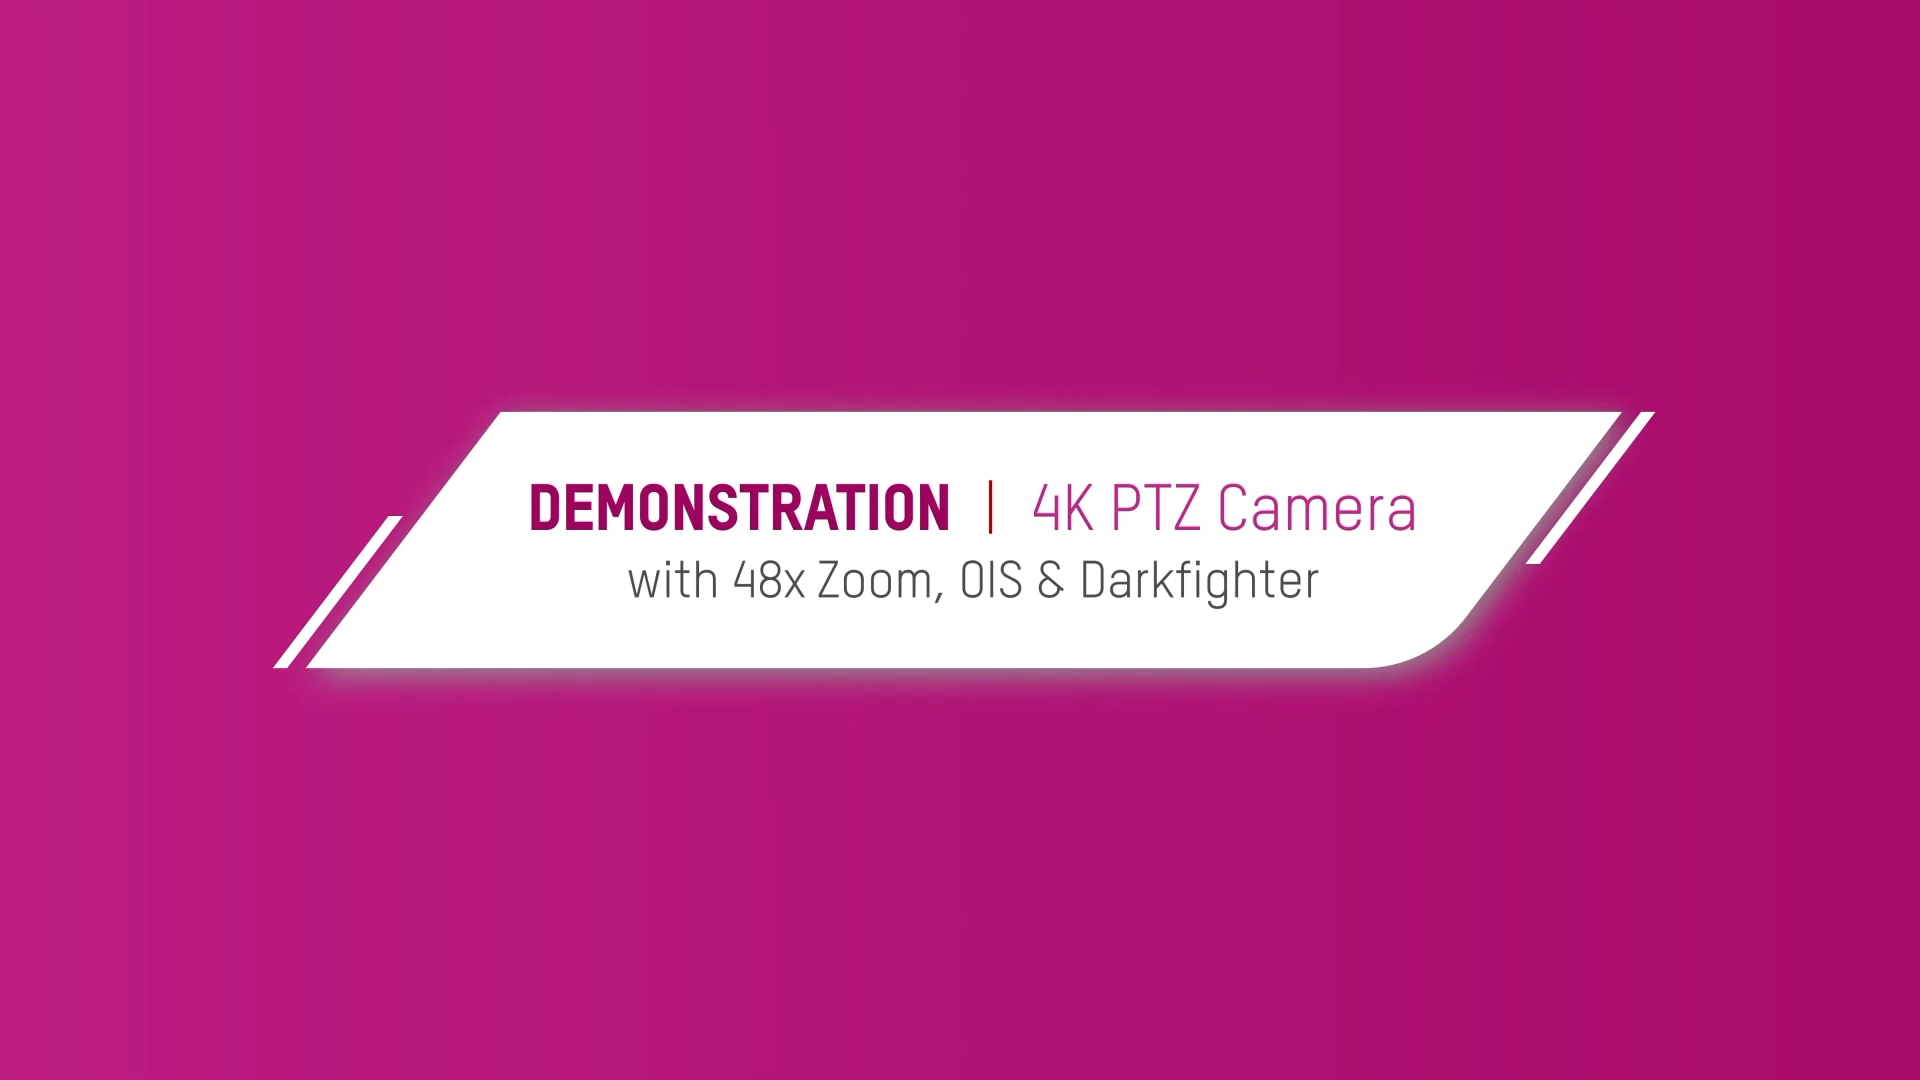 DEMONSTRATION | 4K PTZ Camera
with 48x Zoom, OIS & Darkfighter